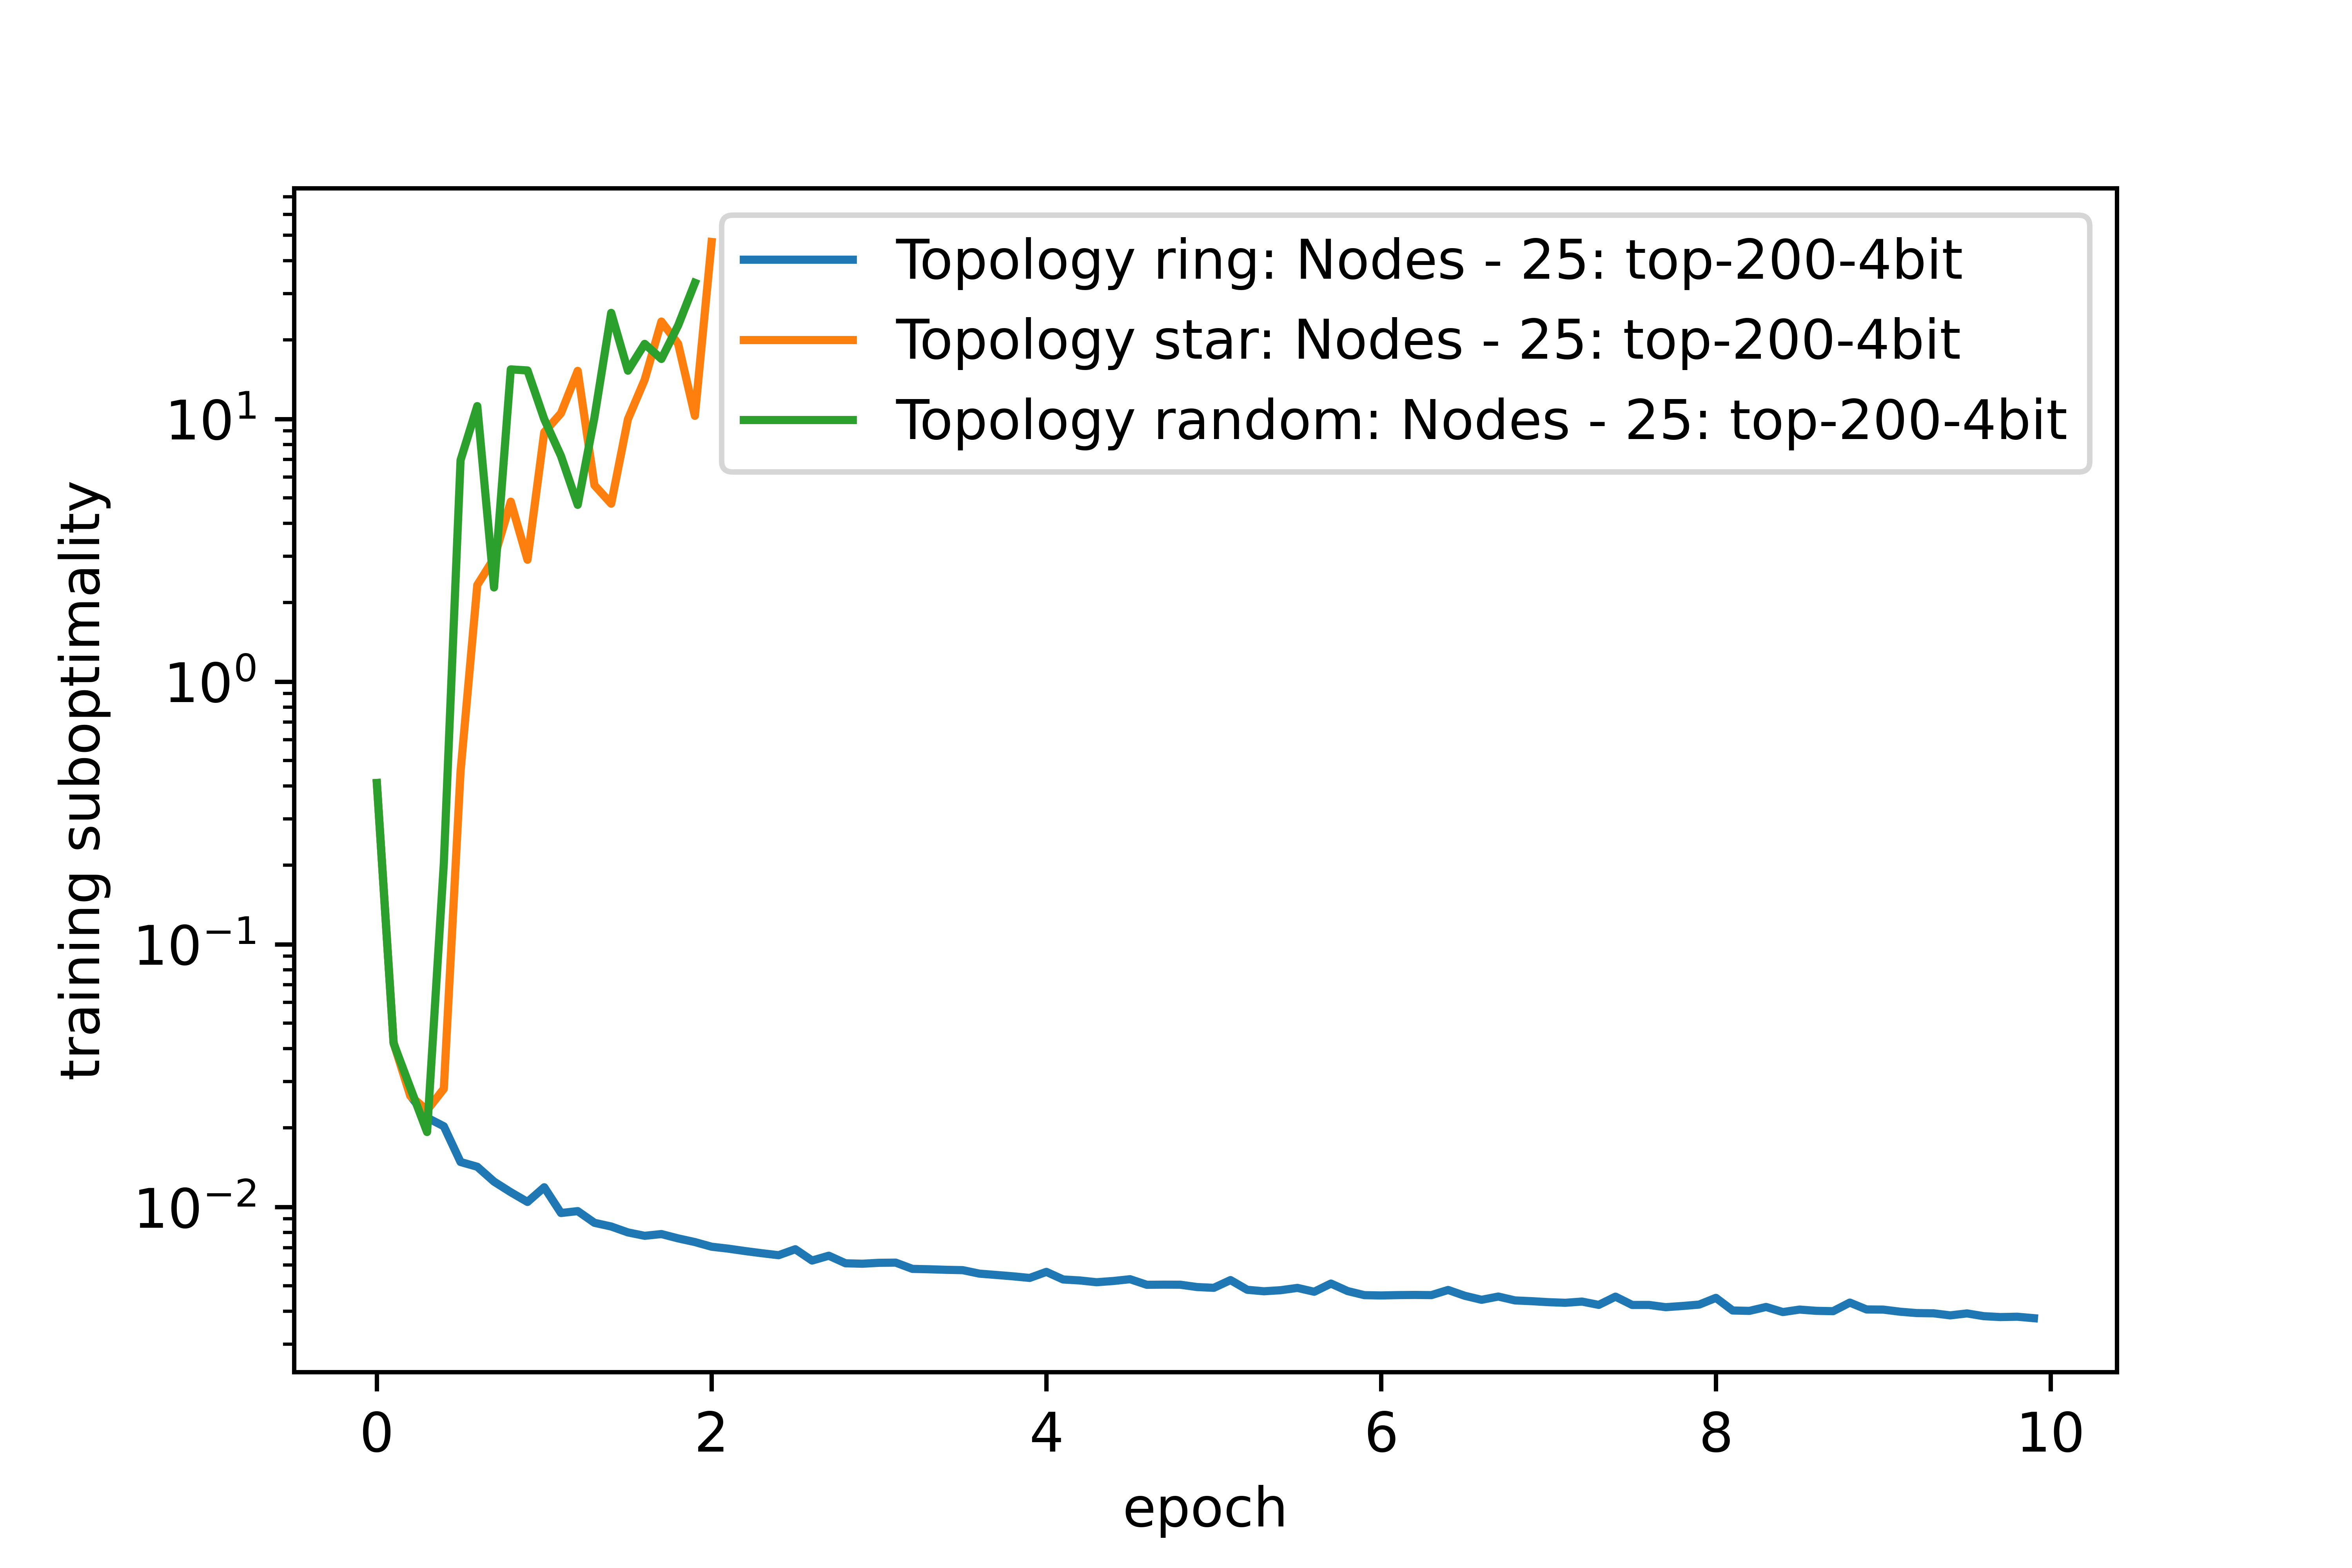 Topology ring: Nodes - 25: top-200-4bit
Topology star: Nodes - 25: top-200-4bit
Topology random: Nodes - 25: top-200-4bit
training suboptimality
10¹
10⁰
10⁻¹
10⁻²
0 2 4 6 8 10
epoch